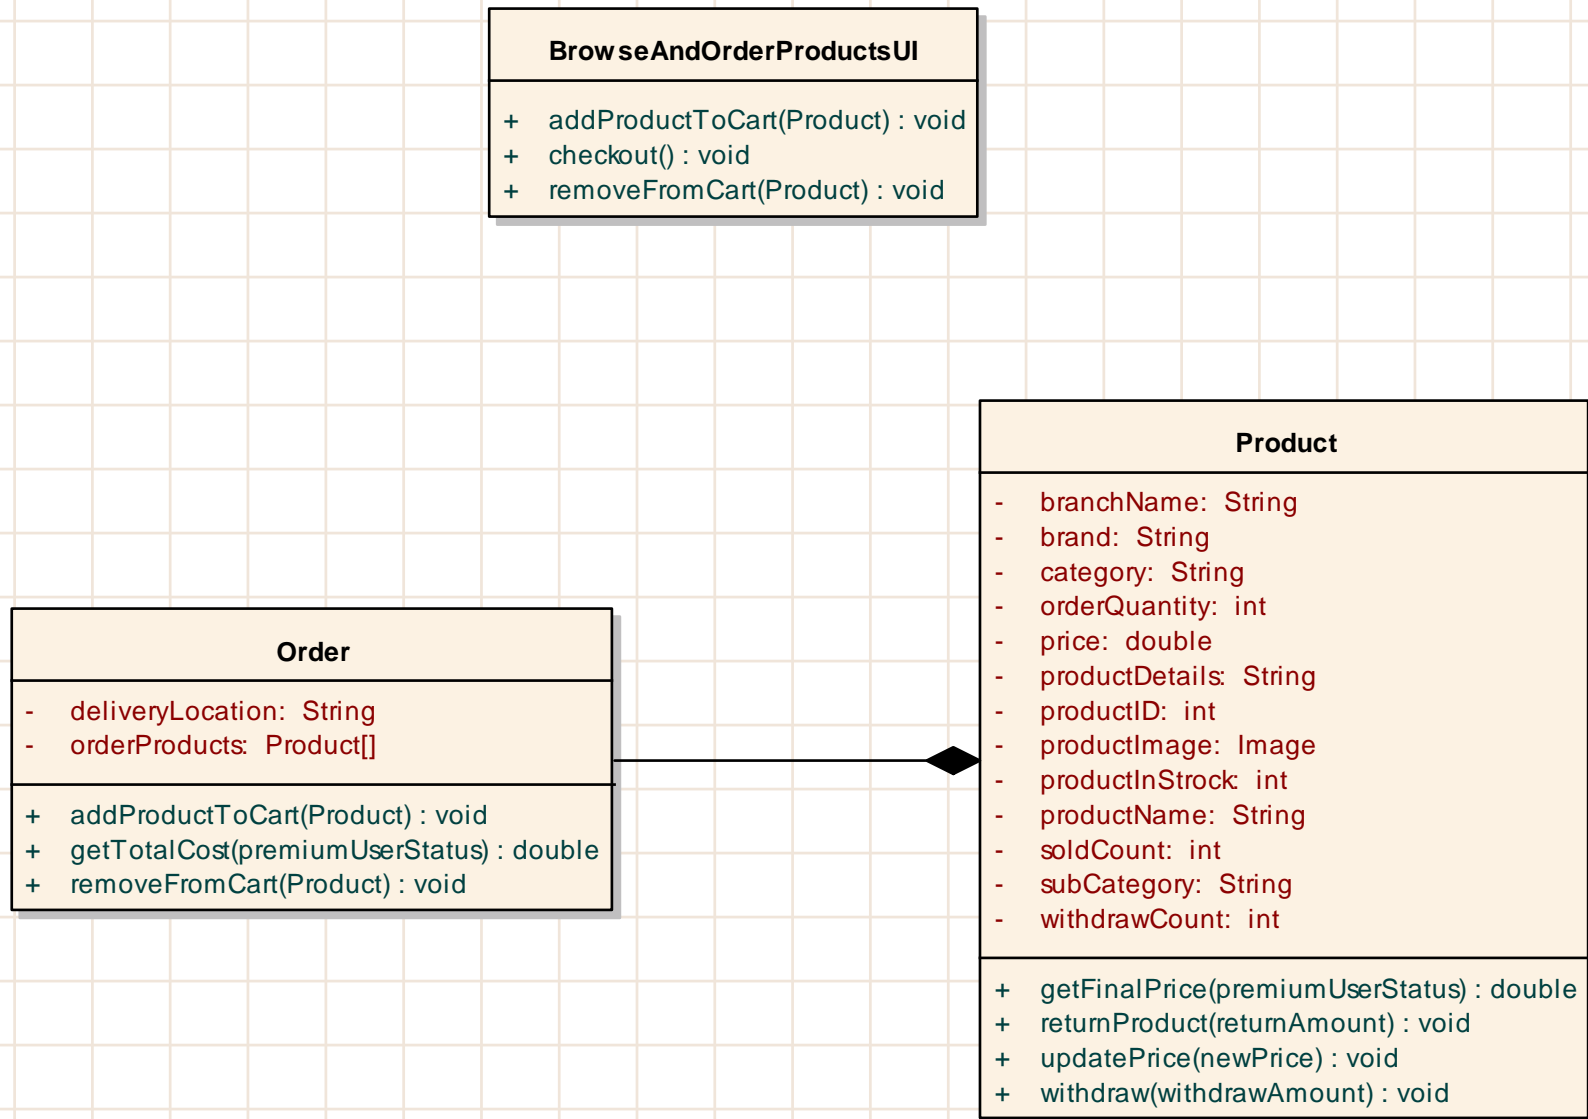 BrowseAndOrderProductsUI
+ addProductToCart(Product) : void
+ checkout() : void
+ removeFromCart(Product) : void
Product
- branchName: String
- brand: String
- category: String
- orderQuantity: int
- price: double
- productDetails: String
- productID: int
- productImage: Image
- productInStrock: int
- productName: String
- soldCount: int
- subCategory: String
- withdrawCount: int
+ getFinalPrice(premiumUserStatus) : double
+ returnProduct(returnAmount) : void
+ updatePrice(newPrice) : void
+ withdraw(withdrawAmount) : void
Order
- deliveryLocation: String
- orderProducts: Product[]
+ addProductToCart(Product) : void
+ getTotalCost(premiumUserStatus) : double
+ removeFromCart(Product) : void